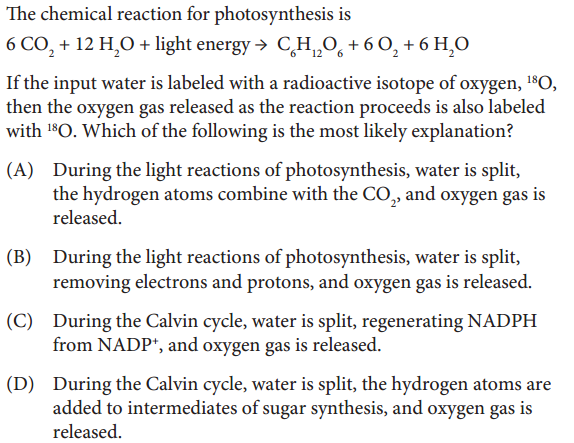 The chemical reaction for photosynthesis is
6 CO₂ + 12 H₂O + light energy → C₆H₁₂O₆ + 6 O₂ + 6 H₂O
If the input water is labeled with a radioactive isotope of oxygen, ¹⁸O,
then the oxygen gas released as the reaction proceeds is also labeled
with ¹⁸O. Which of the following is the most likely explanation?
(A) During the light reactions of photosynthesis, water is split,
the hydrogen atoms combine with the CO₂, and oxygen gas is
released.
(B) During the light reactions of photosynthesis, water is split,
removing electrons and protons, and oxygen gas is released.
(C) During the Calvin cycle, water is split, regenerating NADPH
from NADP⁺, and oxygen gas is released.
(D) During the Calvin cycle, water is split, the hydrogen atoms are
added to intermediates of sugar synthesis, and oxygen gas is
released.